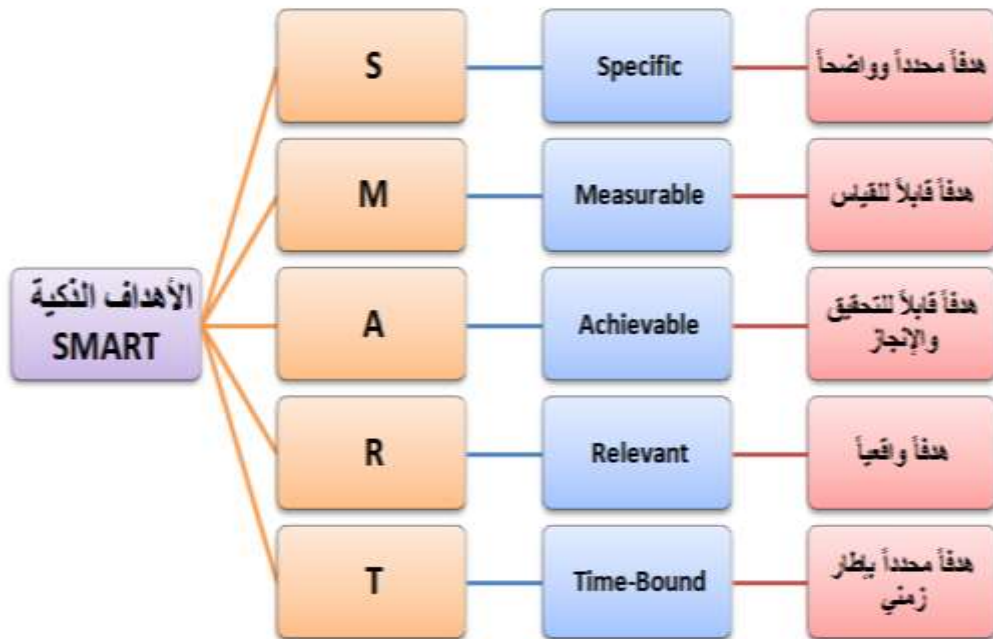 الأهداف الذكية
SMART
S
Specific
هدفاً محدداً وواضحاً
M
Measurable
هدفاً قابلاً للقياس
A
Achievable
هدفاً قابلاً للتحقيق
والإنجاز
R
Relevant
هدفاً واقعياً
T
Time-Bound
هدفاً محدداً بإطار
زمني